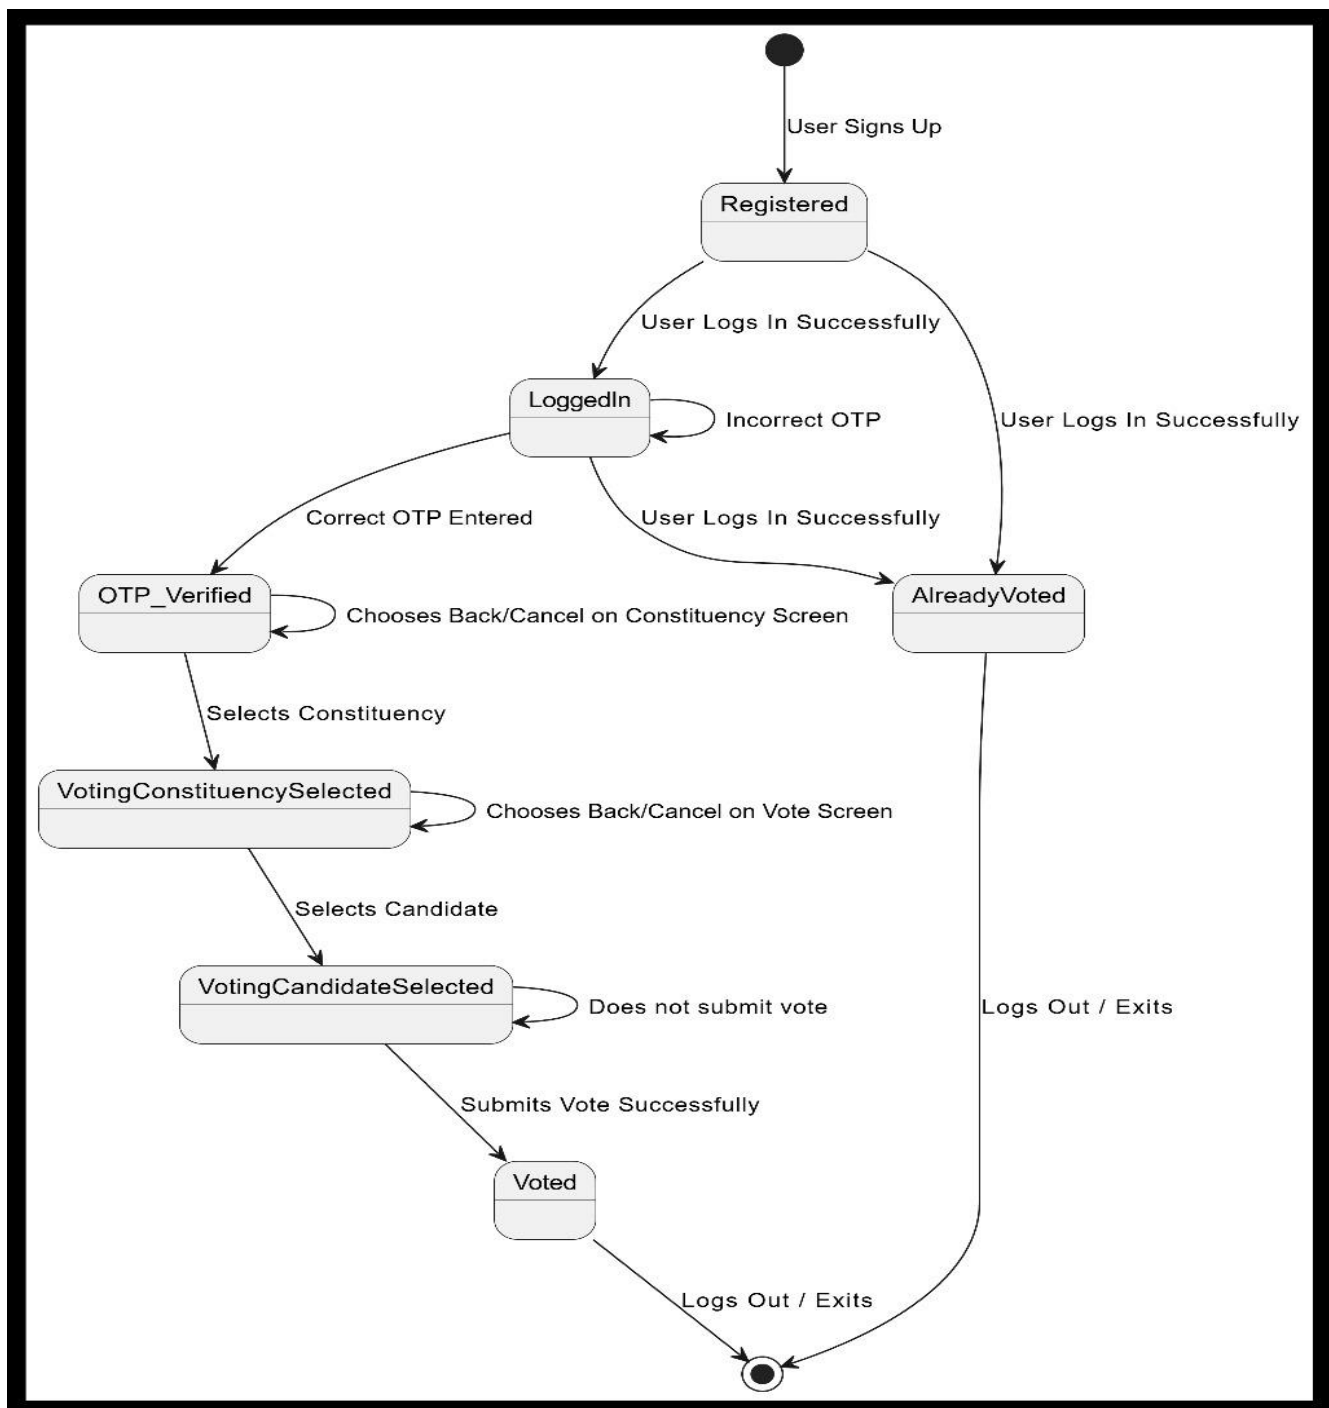 User Signs Up
Registered
User Logs In Successfully
LoggedIn
Incorrect OTP
User Logs In Successfully
Correct OTP Entered
User Logs In Successfully
OTP_Verified
AlreadyVoted
Chooses Back/Cancel on Constituency Screen
Selects Constituency
VotingConstituencySelected
Chooses Back/Cancel on Vote Screen
Selects Candidate
VotingCandidateSelected
Does not submit vote
Logs Out / Exits
Submits Vote Successfully
Voted
Logs Out / Exits